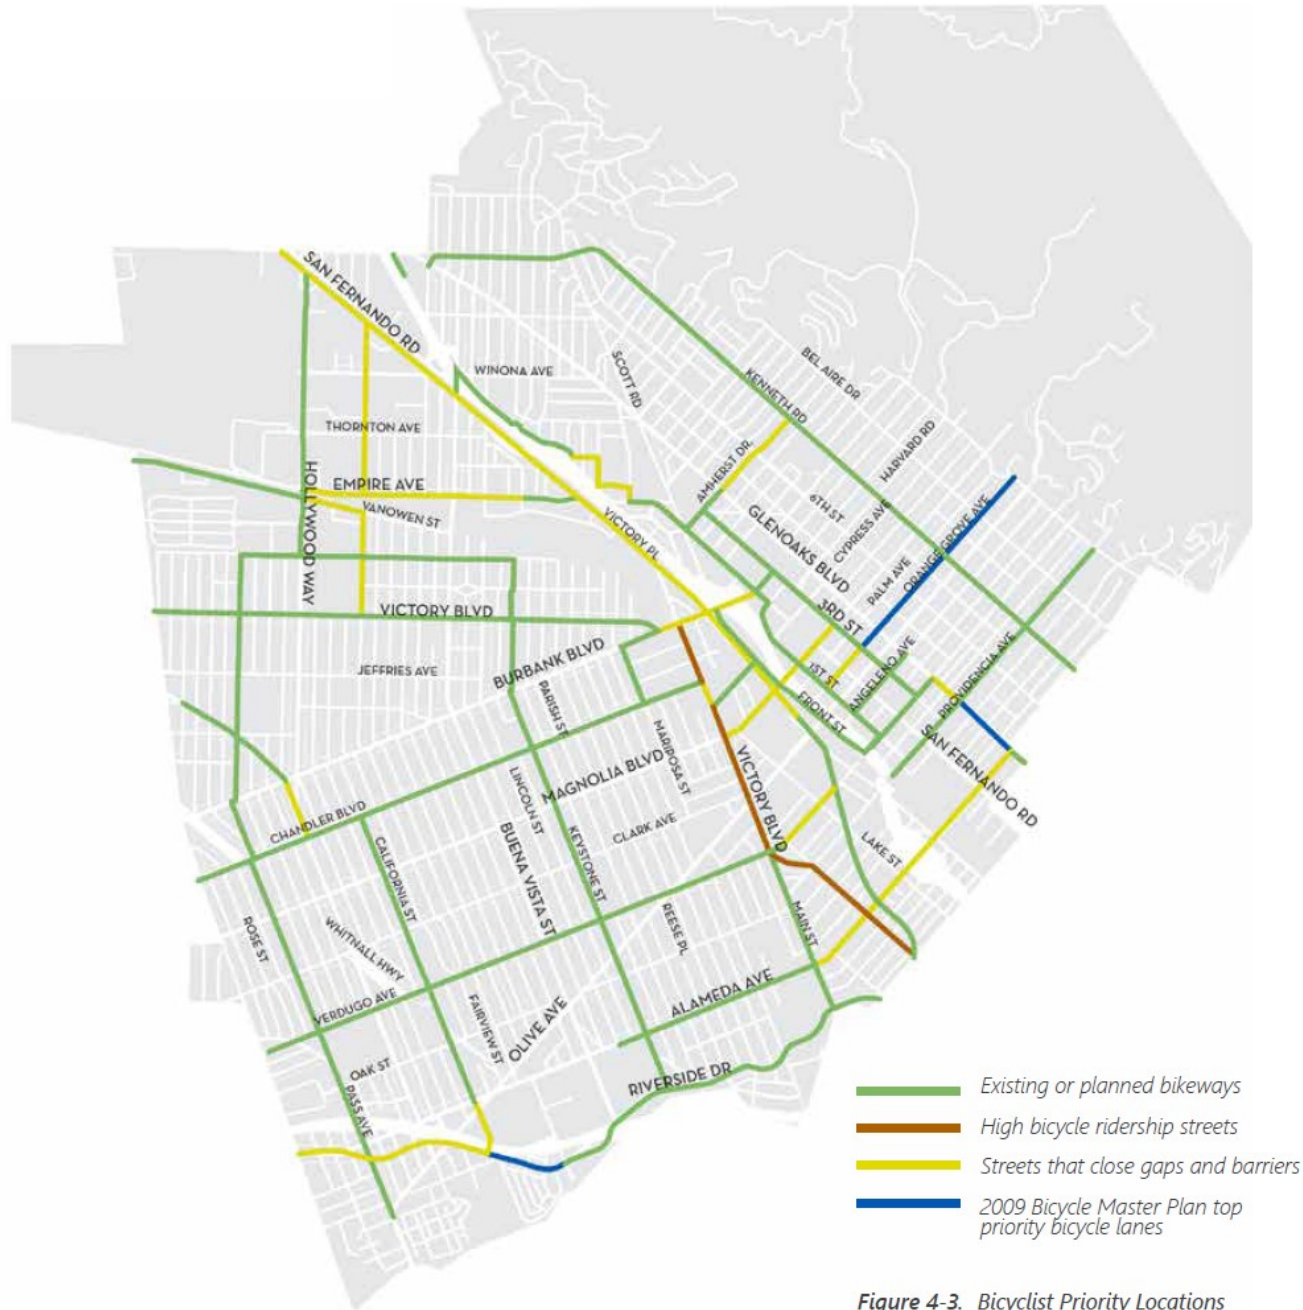 SAN FERNANDO RD
WINONA AVE
SCOTT RD
BEL AIRE DR
KENNETH RD
THORNTON AVE
HARVARD RD
AMHERST DR.
HOLLYWOOD WAY
EMPIRE AVE
VANOWEN ST
6TH ST
CYPRESS AVE
GLENOAKS BLVD
ORANGE GROVE AVE
VICTORY PL
PALM AVE
3RD ST
VICTORY BLVD
JEFFRIES AVE
BURBANK BLVD
1ST ST
ANGELENO AVE
PROVIDENCIA AVE
PARISH ST
FRONT ST
MARIPOSA ST
SAN FERNANDO RD
MAGNOLIA BLVD
VICTORY BLVD
LINCOLN ST
CHANDLER BLVD
CLARK AVE
BUENA VISTA ST
KEYSTONE ST
CALIFORNIA ST
LAKE ST
ROSE ST
WHITNALL HWY
REESE PL
MAIN ST
VERDUGO AVE
FAIRVIEW ST
OLIVE AVE
ALAMEDA AVE
OAK ST
PASS AVE
RIVERSIDE DR
Existing or planned bikeways
High bicycle ridership streets
Streets that close gaps and barriers
2009 Bicycle Master Plan top
priority bicycle lanes
Figure 4-3. Bicyclist Priority Locations